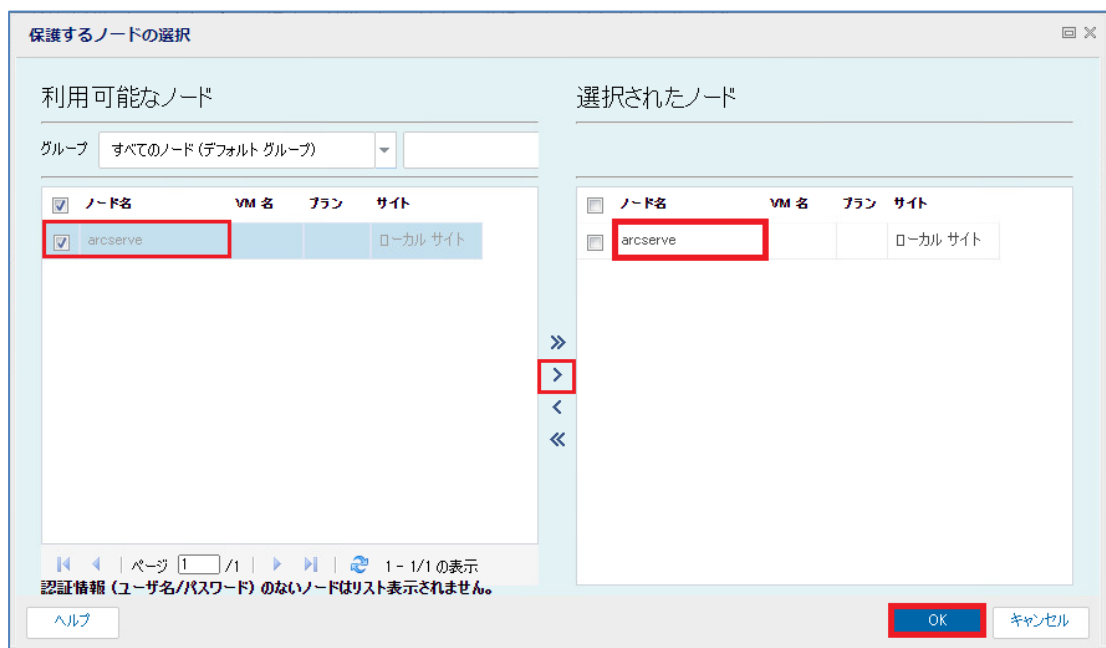 保護するノードの選択
利用可能なノード
グループ すべてのノード (デフォルト グループ)
ノード名 VM 名 プラン サイト
arcserve ローカル サイト
ページ 1 /1 1 - 1/1 の表示
認証情報 (ユーザ名/パスワード) のないノードはリスト表示されません。
選択されたノード
ノード名 VM 名 プラン サイト
arcserve ローカル サイト
ヘルプ
OK キャンセル